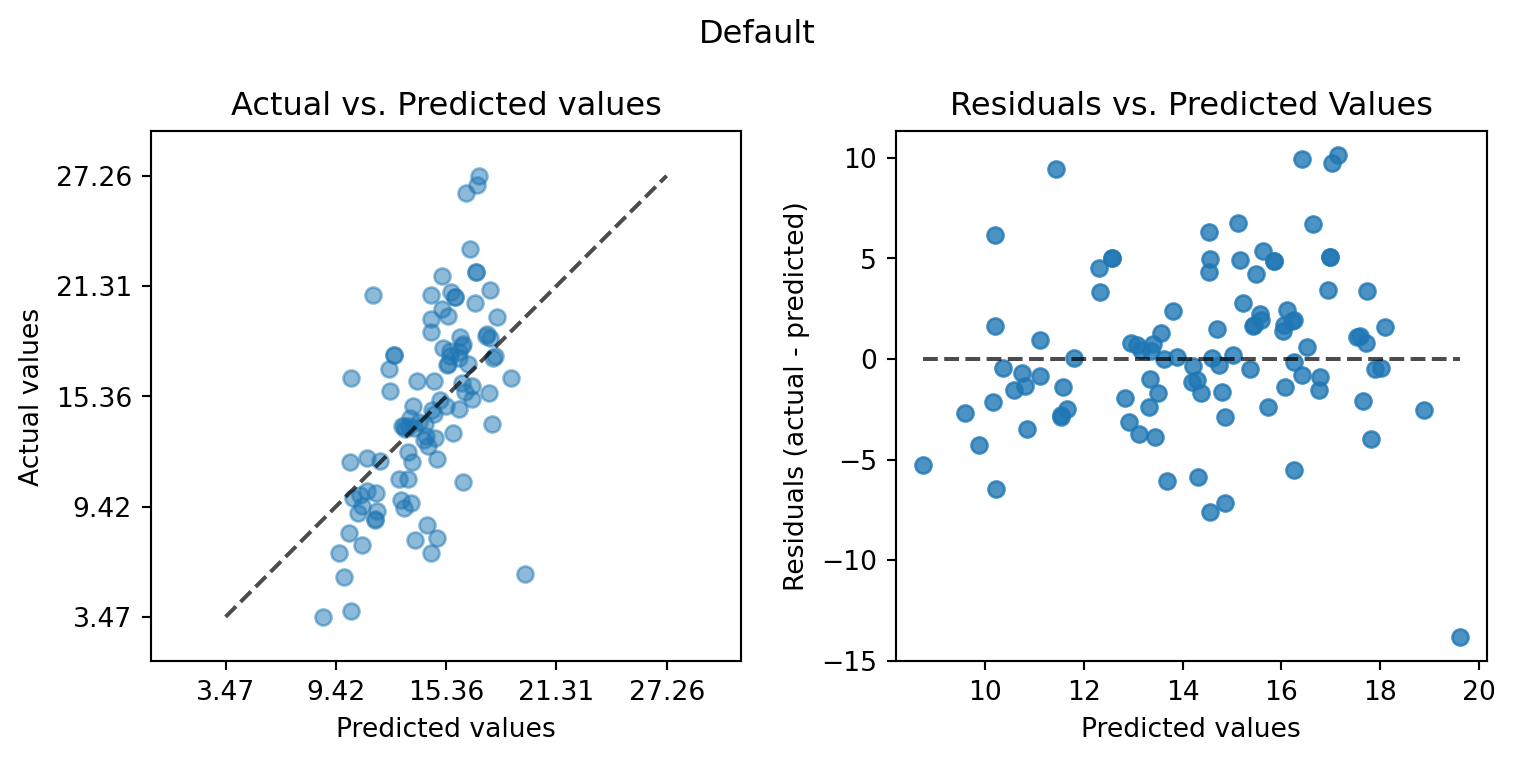 Default
Actual vs. Predicted values
Actual values
27.26
21.31
15.36
9.42
3.47
3.47 9.42 15.36 21.31 27.26
Predicted values
Residuals vs. Predicted Values
Residuals (actual - predicted)
10
5
0
−5
−10
−15
10 12 14 16 18 20
Predicted values